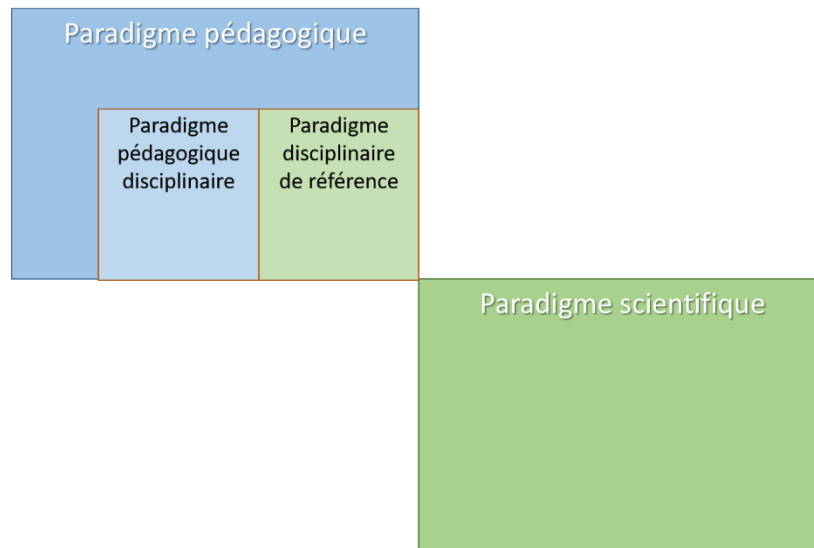 Paradigme pédagogique
Paradigme
pédagogique
disciplinaire
Paradigme
disciplinaire
de référence
Paradigme scientifique